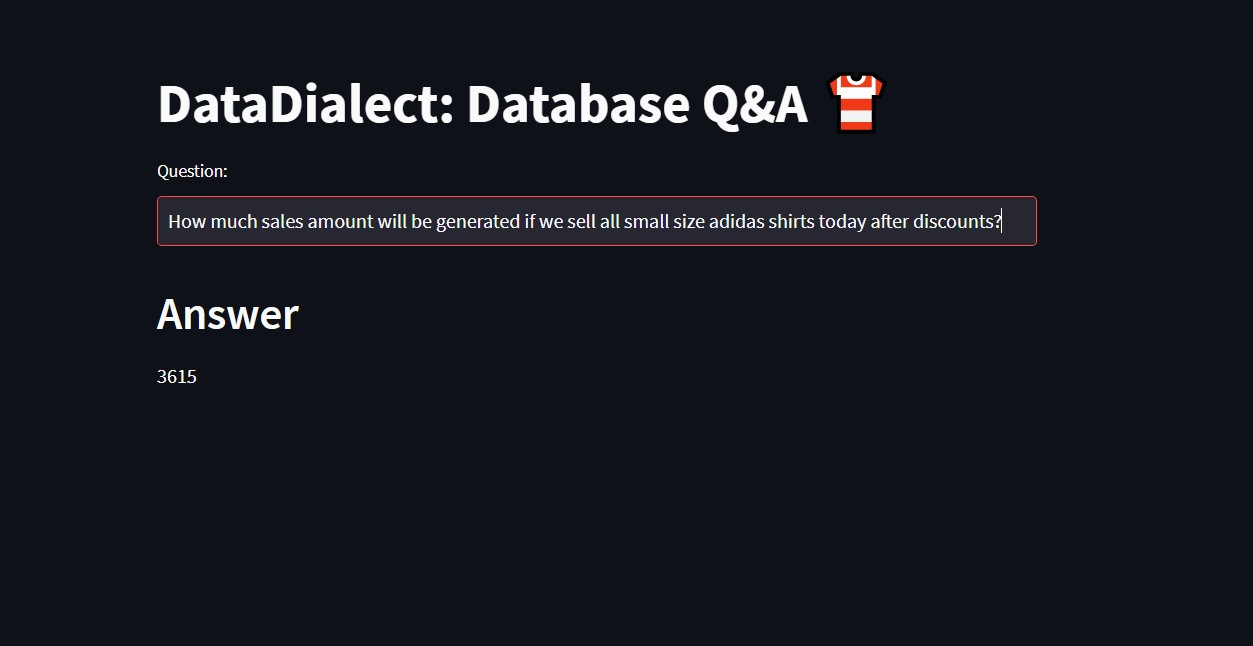 DataDialect: Database Q&A
Question:
How much sales amount will be generated if we sell all small size adidas shirts today after discounts?
Answer
3615